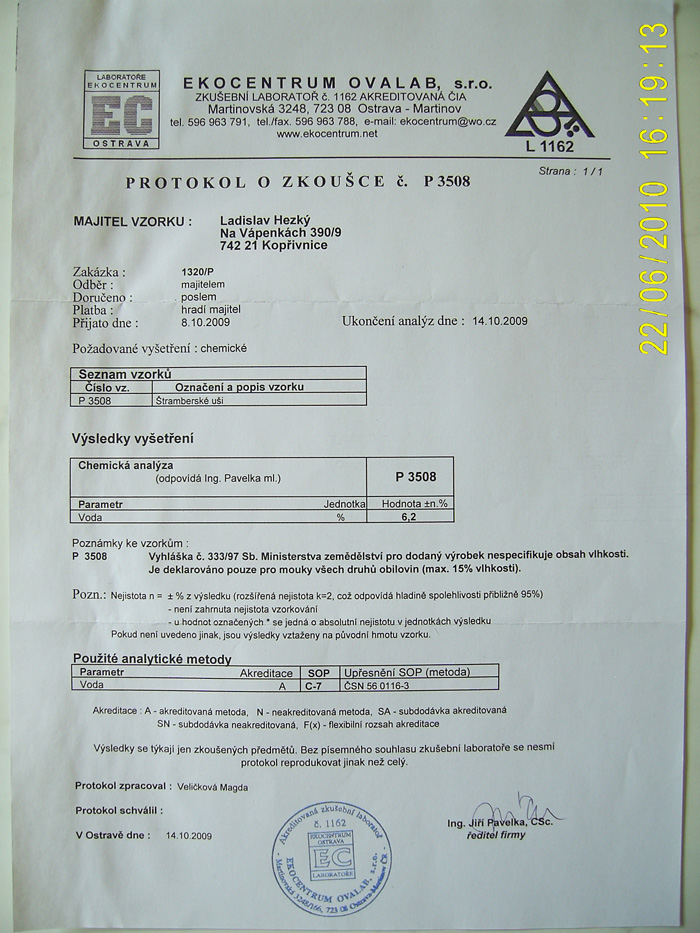 LABORATOŘE
EKOCENTRUM
EC
OSTRAVA
EKOCENTRUM OVALAB, s.r.o.
ZKUŠEBNÍ LABORATOŘ č. 1162 AKREDITOVANÁ ČIA
Martinovská 3248, 723 08 Ostrava - Martinov
tel. 596 963 791, tel./fax. 596 963 788, e-mail: ekocentrum@wo.cz
www.ekocentrum.net
L 1162
22/06/2010 16:19:13
Strana : 1 / 1
PROTOKOL O ZKOUŠCE č. P 3508
MAJITEL VZORKU : Ladislav Hezký
Na Vápenkách 390/9
742 21 Kopřivnice
Zakázka : 1320/P
Odběr : majitelem
Doručeno : poslem
Platba : hradí majitel
Přijato dne : 8.10.2009 Ukončení analýz dne : 14.10.2009
Požadované vyšetření : chemické
Seznam vzorků
Číslo vz. Označení a popis vzorku
P 3508 Štramberské uši
Výsledky vyšetření
Chemická analýza
(odpovídá Ing. Pavelka ml.) P 3508
Parametr Jednotka Hodnota ±n.%
Voda % 6,2
Poznámky ke vzorkům :
P 3508 Vyhláška č. 333/97 Sb. Ministerstva zemědělství pro dodaný výrobek nespecifikuje obsah vlhkosti.
Je deklarováno pouze pro mouky všech druhů obilovin (max. 15% vlhkosti).
Pozn.: Nejistota n = ± % z výsledku (rozšířená nejistota k=2, což odpovídá hladině spolehlivosti přibližně 95%)
- není zahrnuta nejistota vzorkování
- u hodnot označených * se jedná o absolutní nejistotu v jednotkách výsledku
Pokud není uvedeno jinak, jsou výsledky vztaženy na původní hmotu vzorku.
Použité analytické metody
Parametr Akreditace SOP Upřesnění SOP (metoda)
Voda A C-7 ČSN 56 0116-3
Akreditace : A - akreditovaná metoda, N - neakreditovaná metoda, SA - subdodávka akreditovaná
SN - subdodávka neakreditovaná, F(x) - flexibilní rozsah akreditace
Výsledky se týkají jen zkoušených předmětů. Bez písemného souhlasu zkušební laboratoře se nesmí
protokol reprodukovat jinak než celý.
Protokol zpracoval : Veličková Magda
Protokol schválil :
V Ostravě dne : 14.10.2009
Ing. Jiří Pavelka, CSc.
ředitel firmy
Akreditovaná zkušební laboratoř
č. 1162
EKOCENTRUM
OSTRAVA
EC
LABORATOŘE
EKOCENTRUM OVALAB, s.r.o.
Martinovská 3248/166, 723 08 Ostrava-Martinov ČR